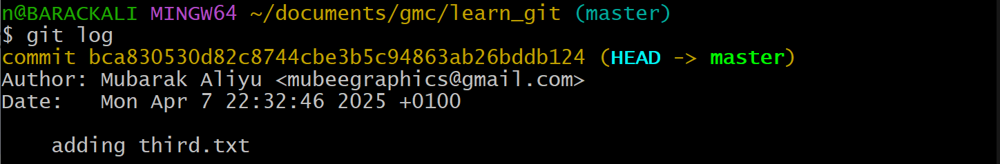 n@BARACKALI MINGW64 ~/documents/gmc/learn_git (master)
$ git log
commit bca830530d82c8744cbe3b5c94863ab26bddb124 (HEAD -> master)
Author: Mubarak Aliyu <mubeegraphics@gmail.com>
Date:   Mon Apr 7 22:32:46 2025 +0100
    adding third.txt